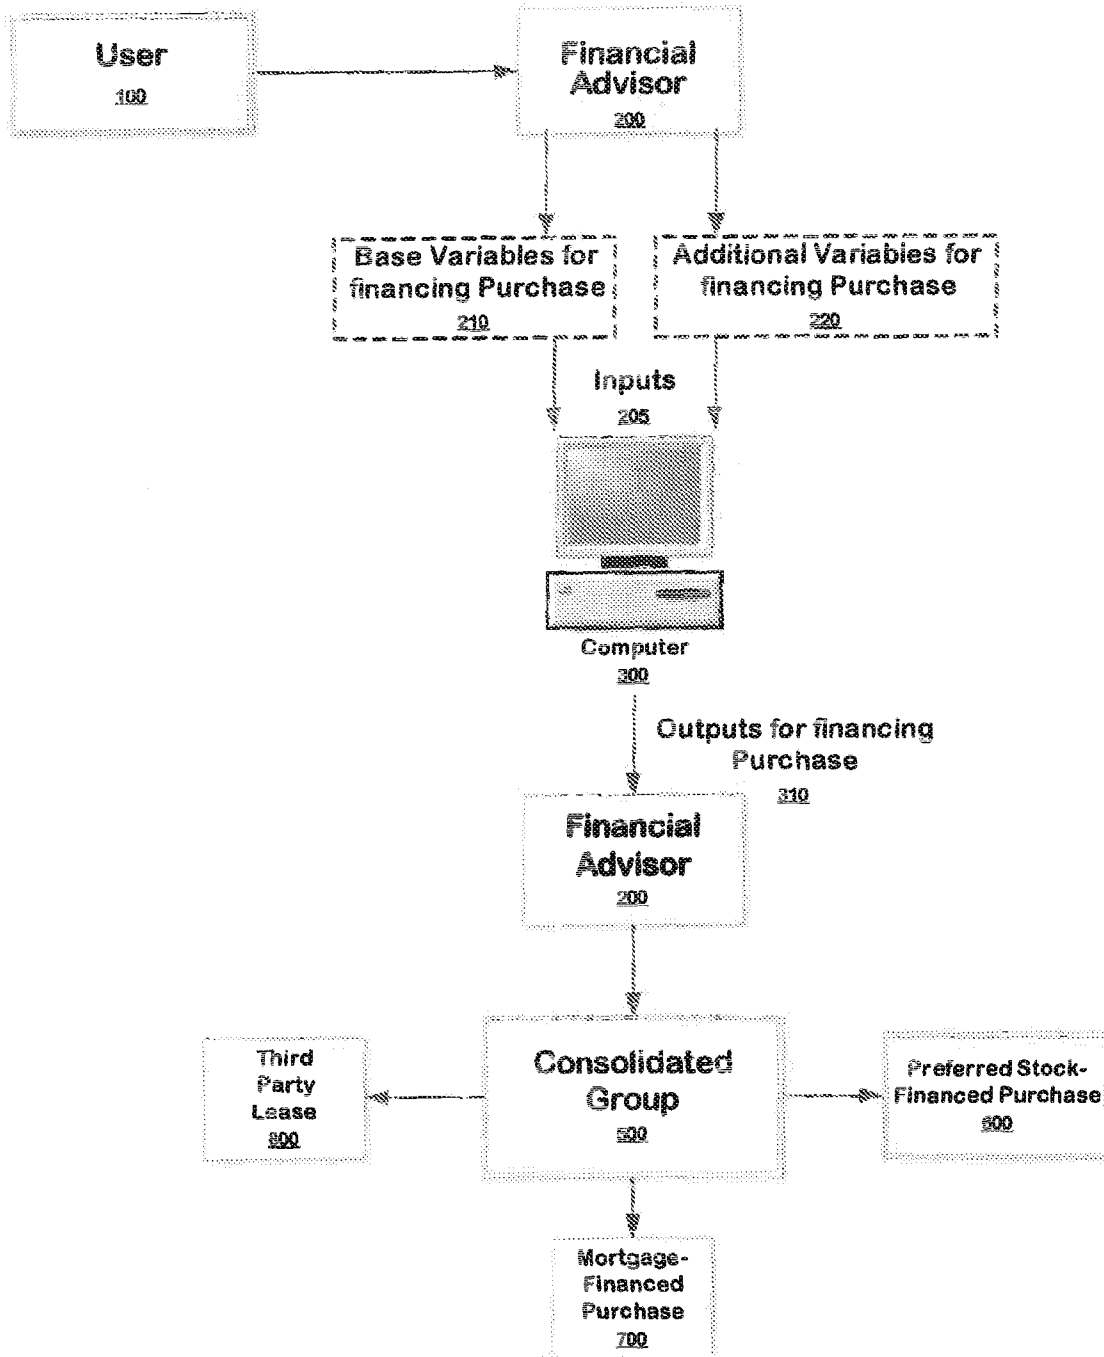 User
100
Financial
Advisor
200
Base Variables for
financing Purchase
210
Additional Variables for
financing Purchase
220
Inputs
205
Computer
300
Outputs for financing
Purchase
310
Financial
Advisor
200
Third
Party
Lease
800
Consolidated
Group
500
Preferred Stock-
Financed Purchase
600
Mortgage-
Financed
Purchase
700